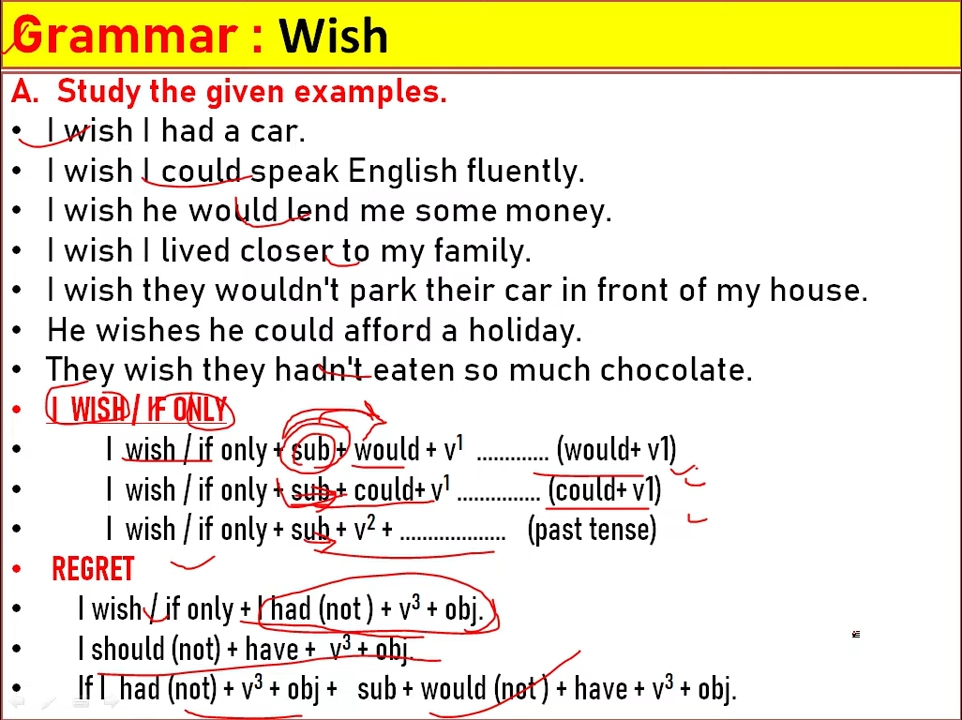 Grammar : Wish
A. Study the given examples.
• I wish I had a car.
• I wish I could speak English fluently.
• I wish he would lend me some money.
• I wish I lived closer to my family.
• I wish they wouldn't park their car in front of my house.
• He wishes he could afford a holiday.
• They wish they hadn't eaten so much chocolate.
• I WISH / IF ONLY
• I wish / if only + sub + would + v¹ ............. (would+ v1)
• I wish / if only + sub + could+ v¹ ............... (could+ v1)
• I wish / if only + sub + v² + ................... (past tense)
• REGRET
• I wish / if only + I had (not ) + v³ + obj.
• I should (not) + have + v³ + obj.
• If I had (not) + v³ + obj + sub + would (not ) + have + v³ + obj.